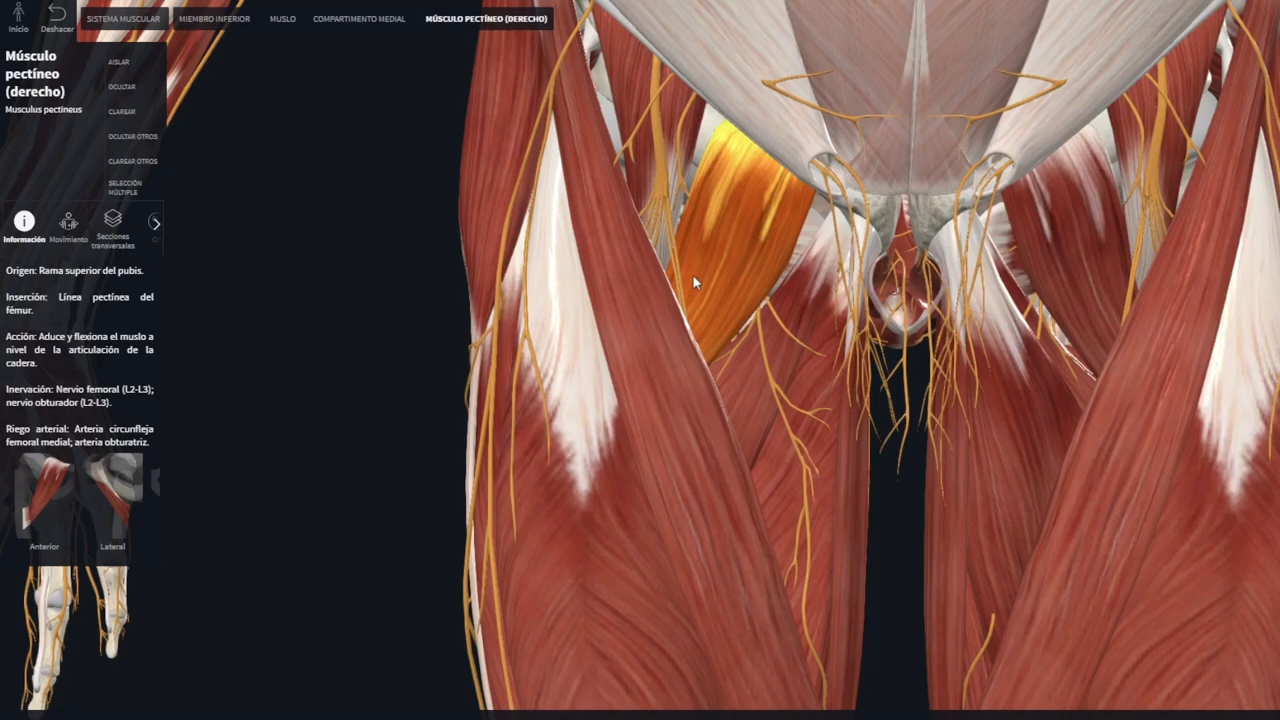 Inicio
Deshacer
SISTEMA MUSCULAR
MIEMBRO INFERIOR
MUSLO
COMPARTIMENTO MEDIAL
MÚSCULO PECTÍNEO (DERECHO)
Músculo
pectíneo
(derecho)
Musculus pectineus
AISLAR
OCULTAR
CLAREAR
OCULTAR OTROS
CLAREAR OTROS
SELECCIÓN
MÚLTIPLE
Información
Movimiento
Secciones
transversales
Origen: Rama superior del pubis.
Inserción: Línea pectínea del
fémur.
Acción: Aduce y flexiona el muslo a
nivel de la articulación de la
cadera.
Inervación: Nervio femoral (L2-L3);
nervio obturador (L2-L3).
Riego arterial: Arteria circunfleja
femoral medial; arteria obturatriz.
Anterior
Lateral